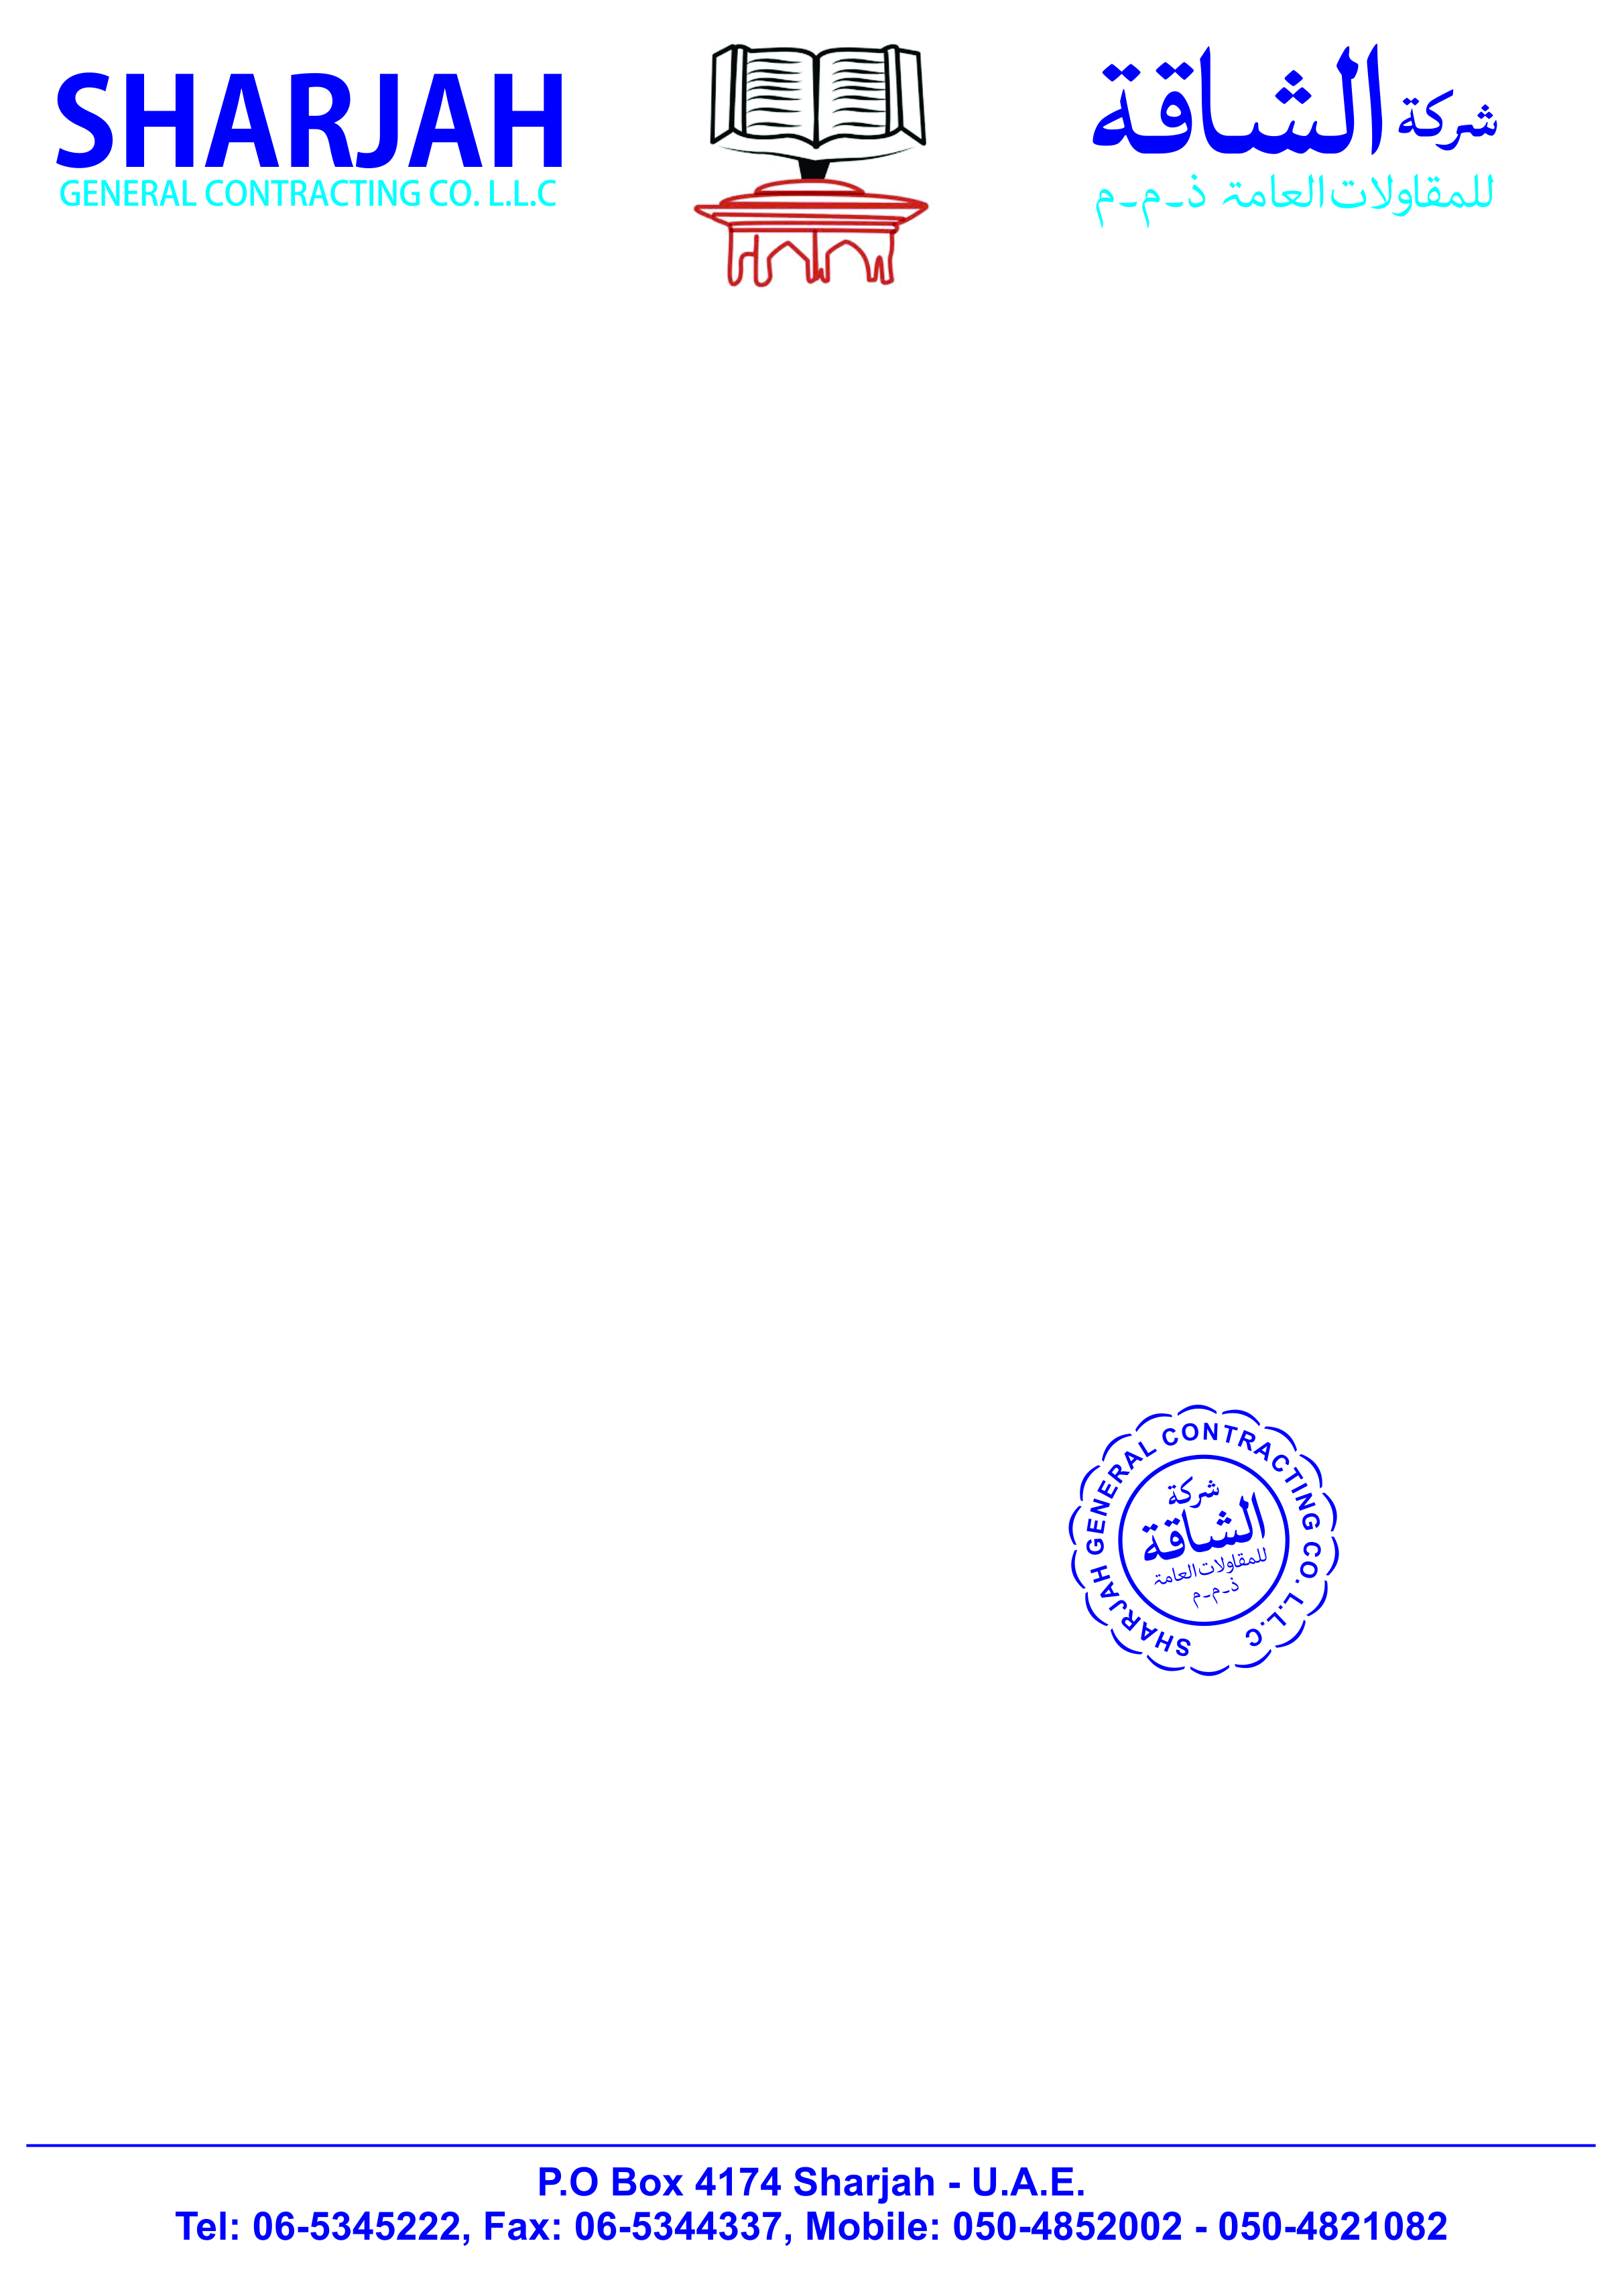 SHARJAH
GENERAL CONTRACTING CO. L.L.C
شركة الشاقة
للمقاولات العامة ذ-م-م
SHARJAH GENERAL CONTRACTING CO. L.L.C
شركة
الشاقة
للمقاولات العامة
ذ-م-م
P.O Box 4174 Sharjah - U.A.E.
Tel: 06-5345222, Fax: 06-5344337, Mobile: 050-4852002 - 050-4821082